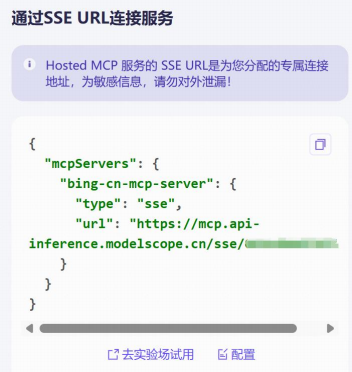 通过SSE URL连接服务
Hosted MCP 服务的 SSE URL是为您分配的专属连接
地址，为敏感信息，请勿对外泄漏！
{
"mcpServers": {
"bing-cn-mcp-server": {
"type": "sse",
"url": "https://mcp.api-
inference.modelscope.cn/sse/
}
}
}
去实验场试用 配置